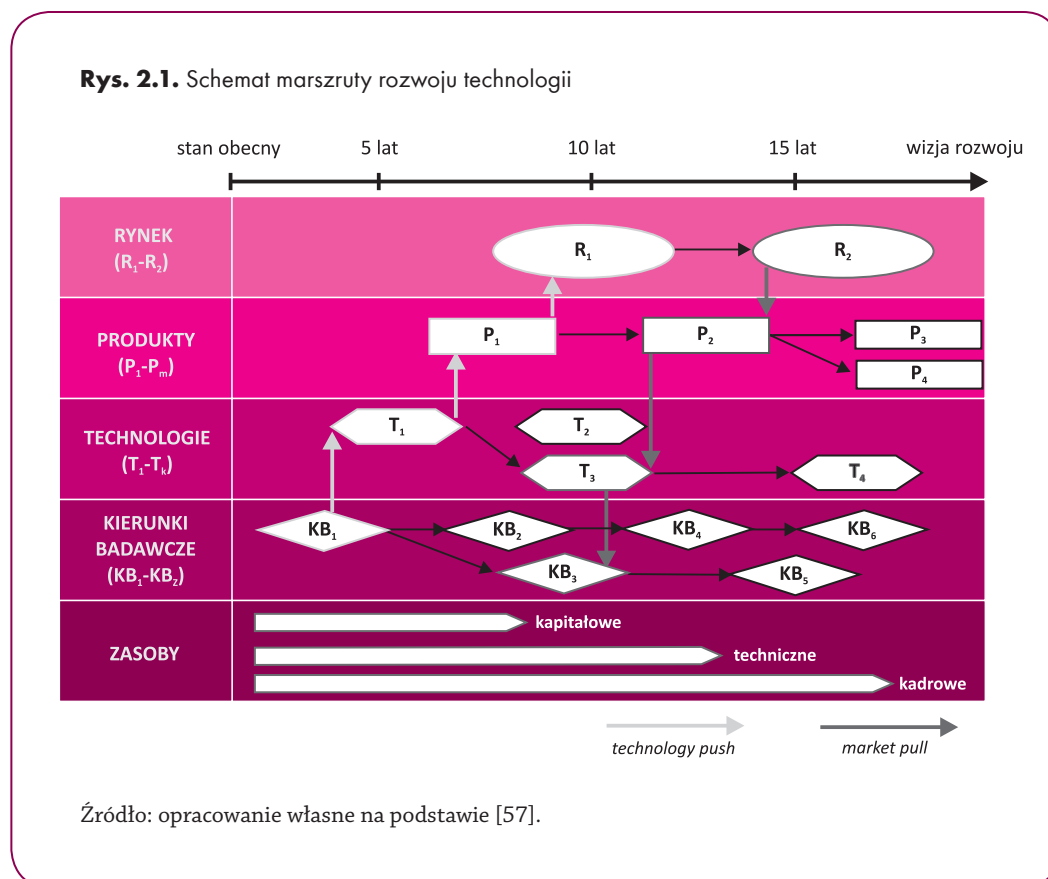 Rys. 2.1. Schemat marszruty rozwoju technologii
stan obecny 5 lat 10 lat 15 lat wizja rozwoju
RYNEK
(R₁-R₂)
R₁ R₂
PRODUKTY
(P₁-Pₘ)
P₁ P₂ P₃
P₄
TECHNOLOGIE
(T₁-Tₖ)
T₁ T₂
T₃ T₄
KIERUNKI
BADAWCZE
(KB₁-KB_Z)
KB₁ KB₂ KB₄ KB₆
KB₃ KB₅
ZASOBY
kapitałowe
techniczne
kadrowe
technology push market pull
Źródło: opracowanie własne na podstawie [57].